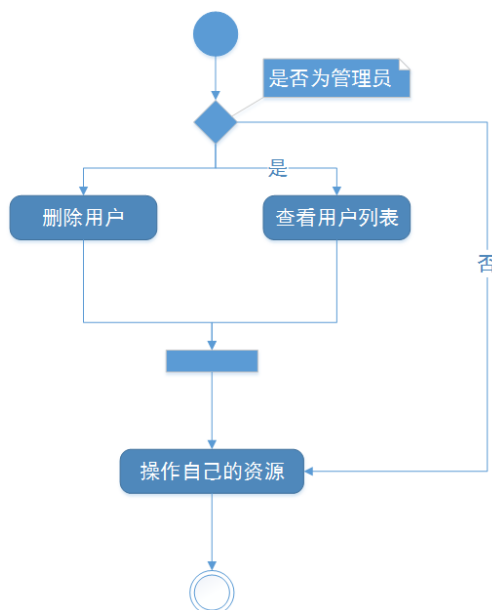 是否为管理员
是
删除用户
查看用户列表
否
操作自己的资源